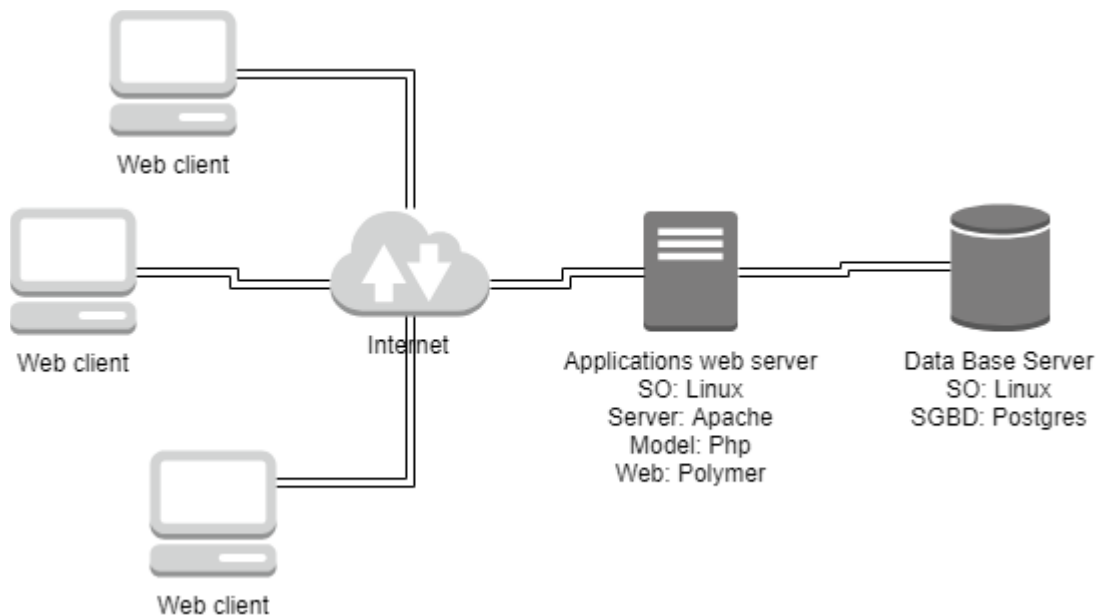 Web client
Web client
Internet
Applications web server
SO: Linux
Server: Apache
Model: Php
Web: Polymer
Data Base Server
SO: Linux
SGBD: Postgres
Web client